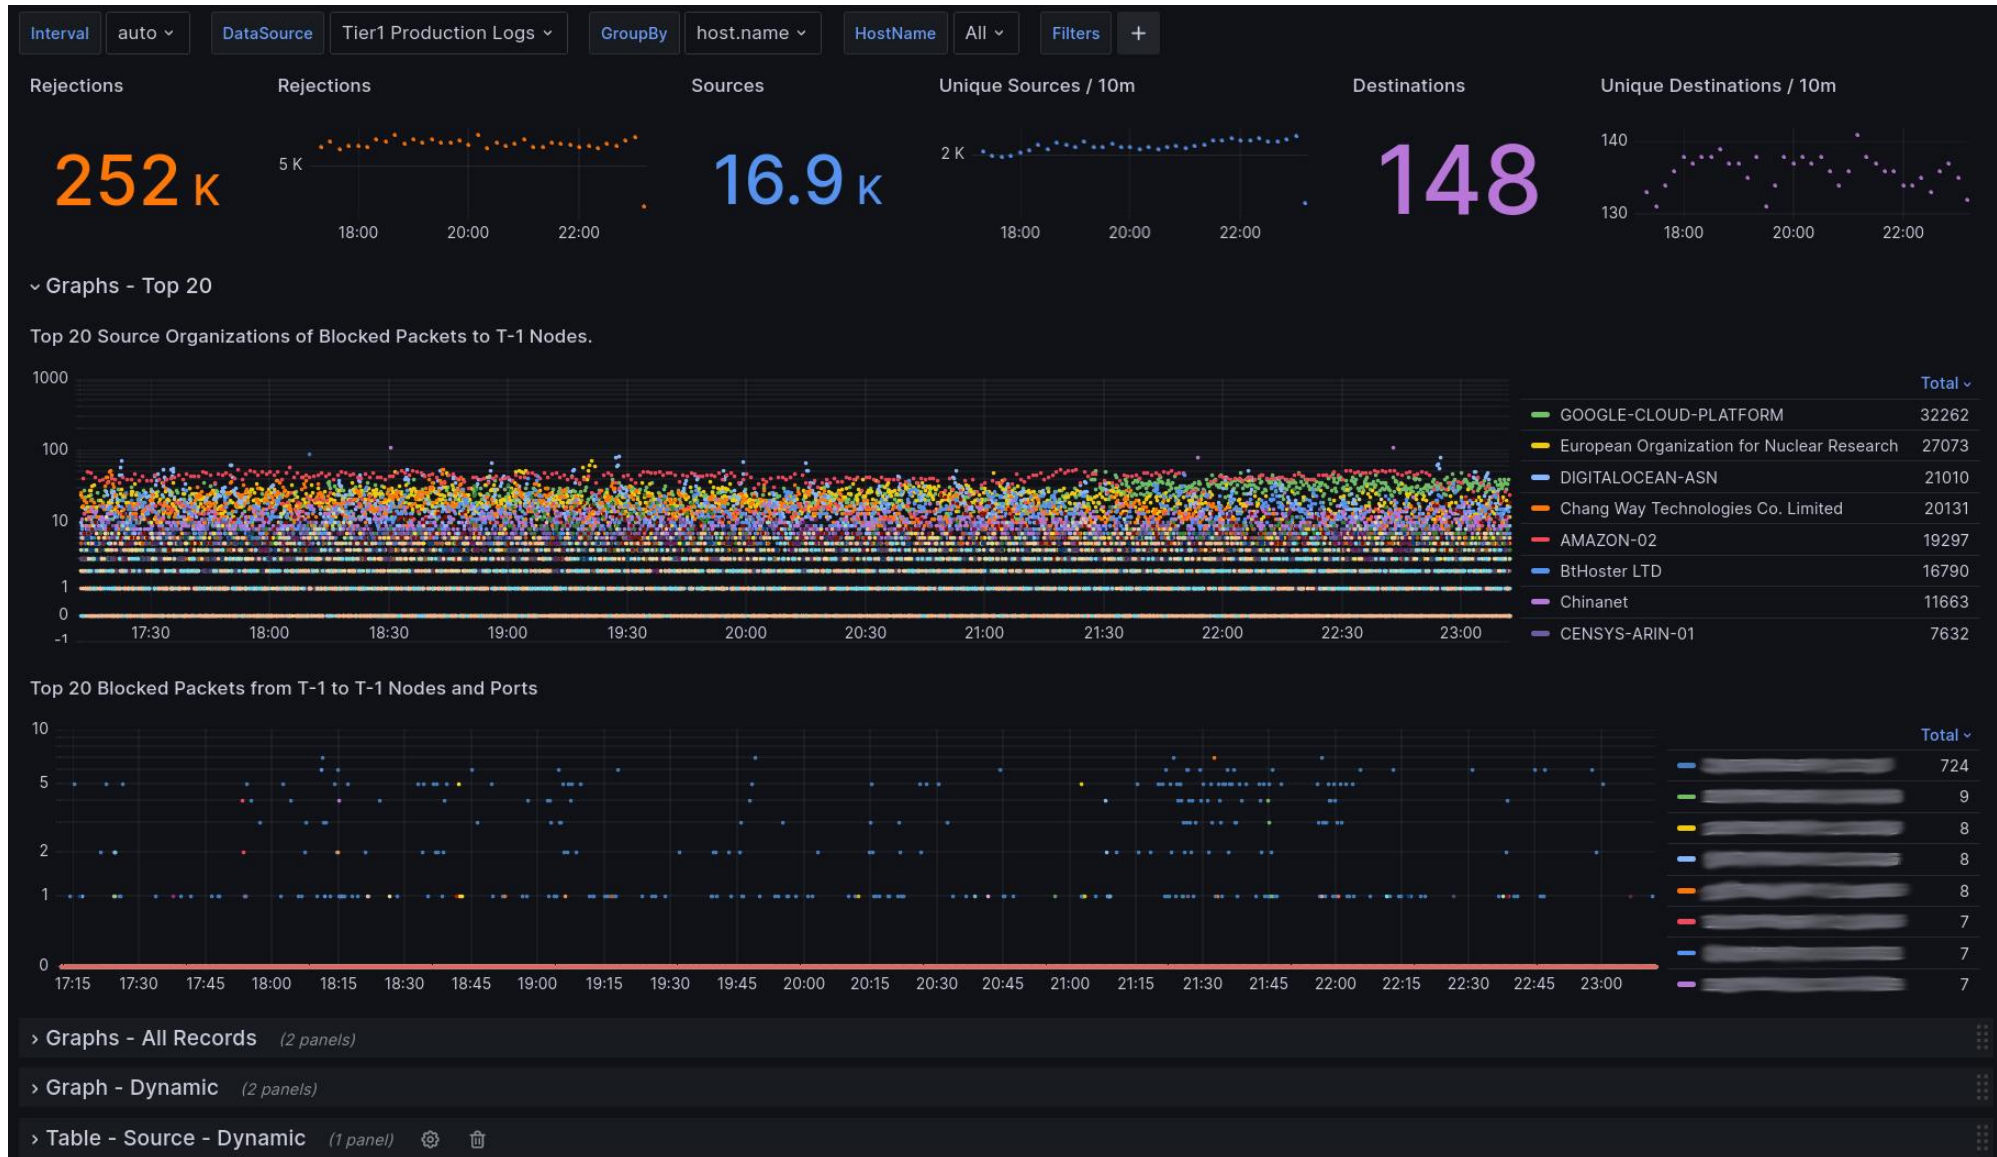 Interval auto DataSource Tier1 Production Logs GroupBy host.name HostName All Filters +
Rejections Rejections Sources Unique Sources / 10m Destinations Unique Destinations / 10m
252 K
5 K
18:00 20:00 22:00
16.9 K
2 K
18:00 20:00 22:00
148
140
130
18:00 20:00 22:00
Graphs - Top 20
Top 20 Source Organizations of Blocked Packets to T-1 Nodes.
1000
100
10
1
0
-1
17:30 18:00 18:30 19:00 19:30 20:00 20:30 21:00 21:30 22:00 22:30 23:00
Total
GOOGLE-CLOUD-PLATFORM 32262
European Organization for Nuclear Research 27073
DIGITALOCEAN-ASN 21010
Chang Way Technologies Co. Limited 20131
AMAZON-02 19297
BtHoster LTD 16790
Chinanet 11663
CENSYS-ARIN-01 7632
Top 20 Blocked Packets from T-1 to T-1 Nodes and Ports
10
5
2
1
0
17:15 17:30 17:45 18:00 18:15 18:30 18:45 19:00 19:15 19:30 19:45 20:00 20:15 20:30 20:45 21:00 21:15 21:30 21:45 22:00 22:15 22:30 22:45 23:00
Total
724
9
8
8
8
7
7
7
Graphs - All Records (2 panels)
Graph - Dynamic (2 panels)
Table - Source - Dynamic (1 panel)